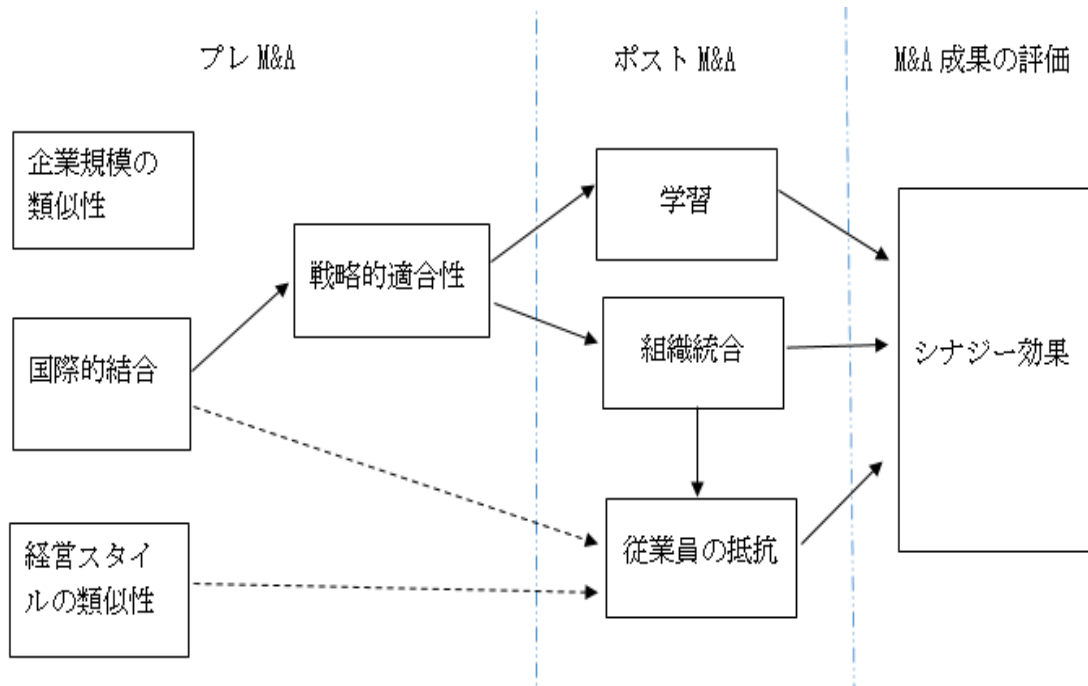 プレ M&A
ポスト M&A
M&A 成果の評価
企業規模の
類似性
学習
戦略的適合性
国際的結合
組織統合
シナジー効果
経営スタイ
ルの類似性
従業員の抵抗